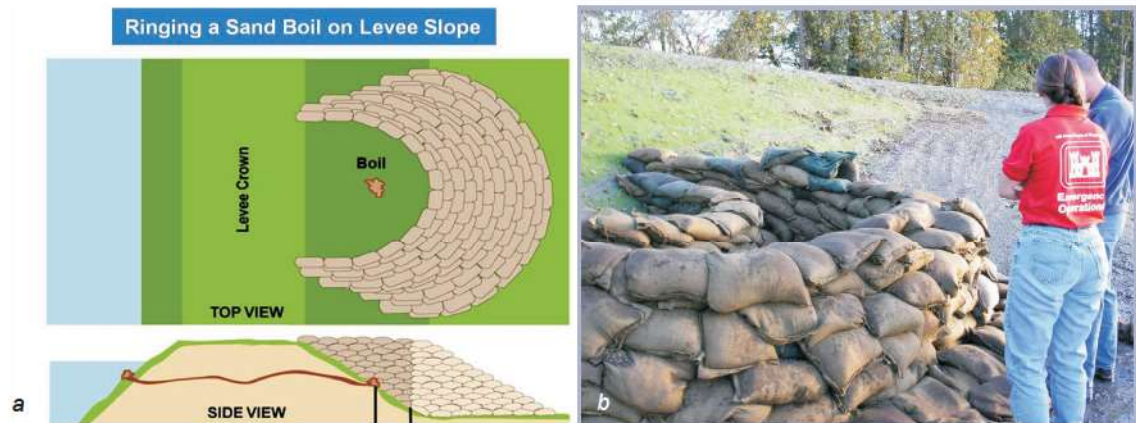 Ringing a Sand Boil on Levee Slope
Levee Crown
Boil
TOP VIEW
SIDE VIEW
a
Emergency
Operations
b